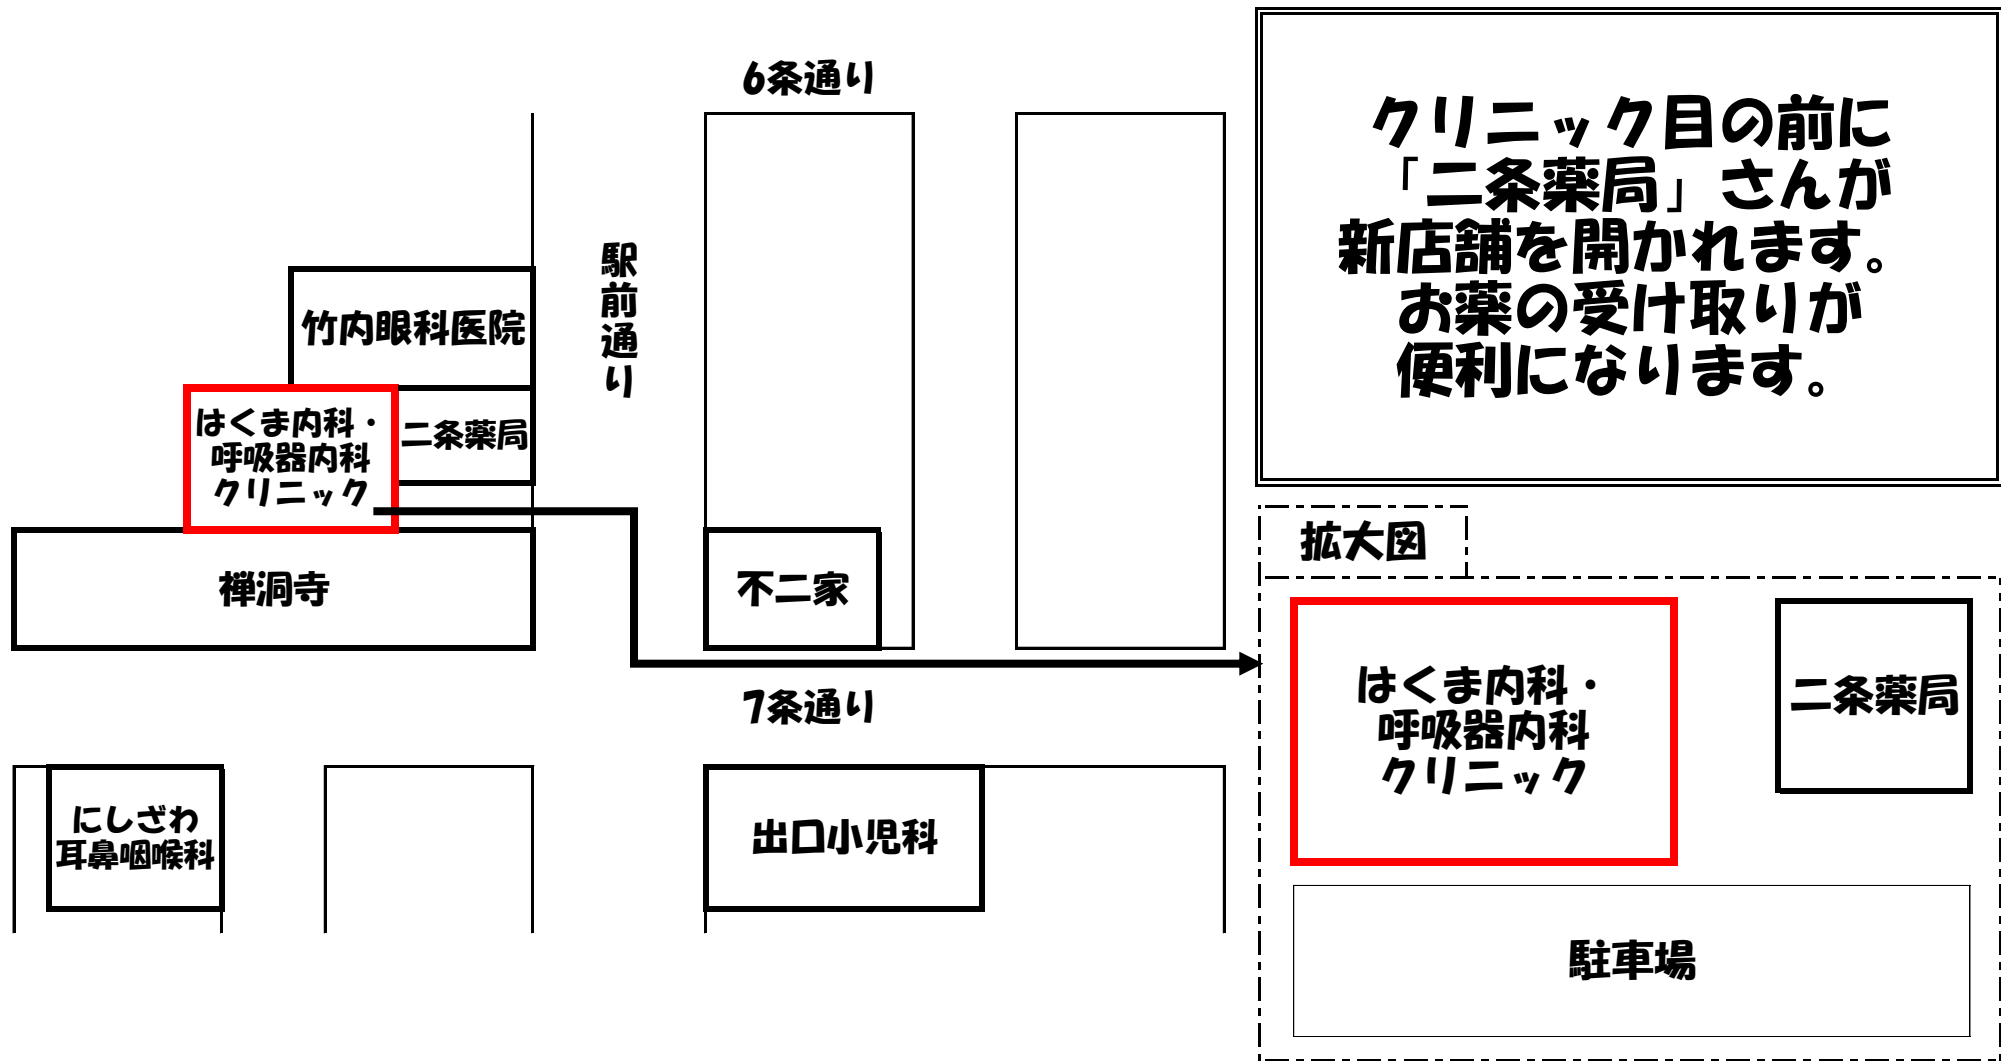 6条通り
駅前通り
竹内眼科医院
はくま内科・
呼吸器内科
クリニック
二条薬局
禅洞寺
不二家
7条通り
にしざわ
耳鼻咽喉科
出口小児科
クリニック目の前に
「二条薬局」さんが
新店舗を開かれます。
お薬の受け取りが
便利になります。
拡大図
はくま内科・
呼吸器内科
クリニック
二条薬局
駐車場